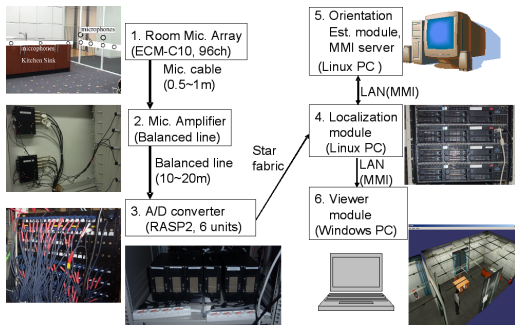 microphones
microphones
Kitchen Sink
1. Room Mic. Array
(ECM-C10, 96ch)
Mic. cable
(0.5~1m)
2. Mic. Amplifier
(Balanced line)
Balanced line
(10~20m)
3. A/D converter
(RASP2, 6 units)
Star
fabric
5. Orientation
Est. module,
MMI server
(Linux PC)
LAN(MMI)
4. Localization
module
(Linux PC)
LAN
(MMI)
6. Viewer
module
(Windows PC)